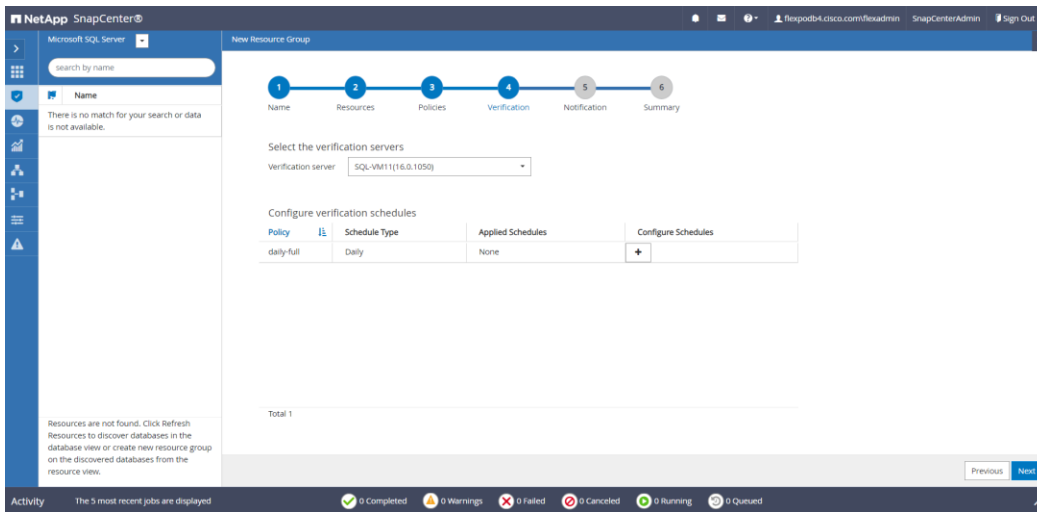 NetApp SnapCenter®
flexpodb4.cisco.com\flexadmin SnapCenterAdmin Sign Out
Microsoft SQL Server
New Resource Group
search by name
Name
There is no match for your search or data
is not available.
1 2 3 4 5 6
Name Resources Policies Verification Notification Summary
Select the verification servers
Verification server SQL-VM11(16.0.1050)
Configure verification schedules
Policy Schedule Type Applied Schedules Configure Schedules
daily-full Daily None +
Total 1
Resources are not found. Click Refresh
Resources to discover databases in the
database view or create new resource group
on the discovered databases from the
resource view.
Previous Next
Activity The 5 most recent jobs are displayed 0 Completed 0 Warnings 0 Failed 0 Canceled 0 Running 0 Queued